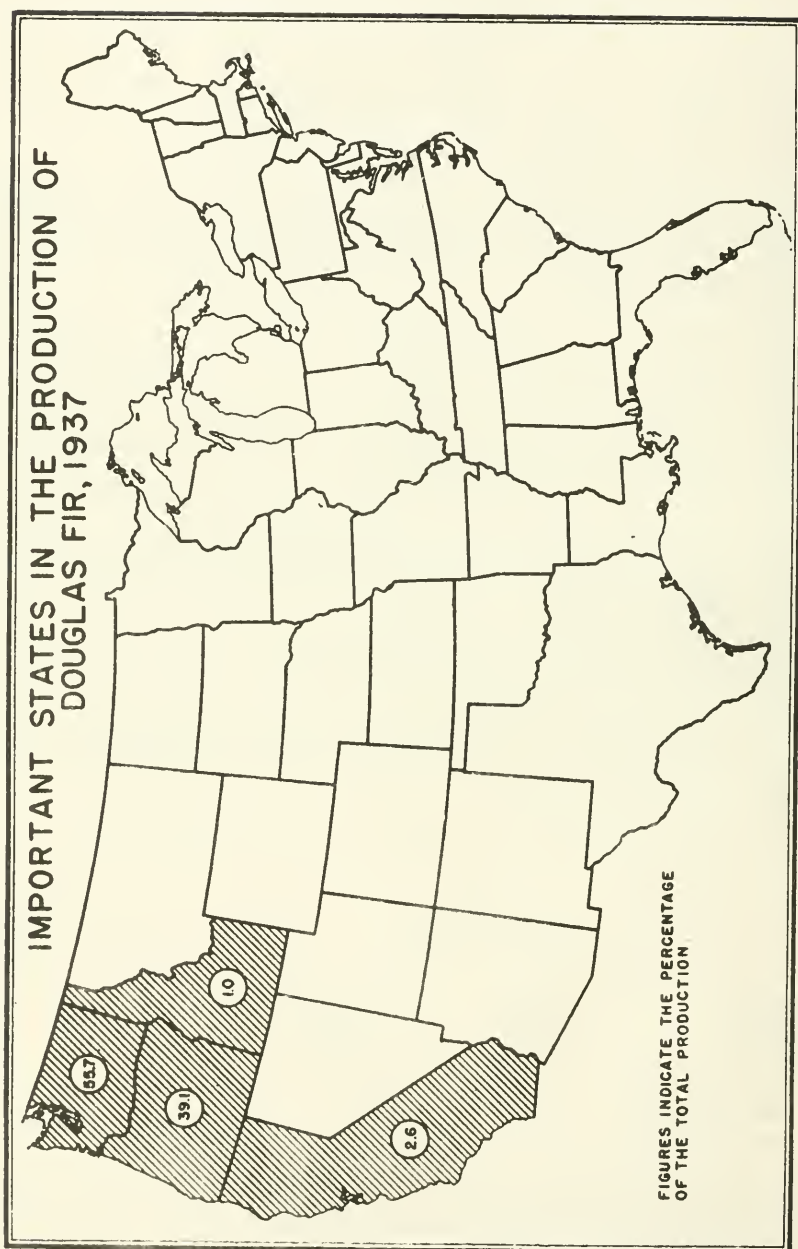 IMPORTANT STATES IN THE PRODUCTION OF
DOUGLAS FIR, 1937
55.7
39.1
1.0
2.6
FIGURES INDICATE THE PERCENTAGE
OF THE TOTAL PRODUCTION